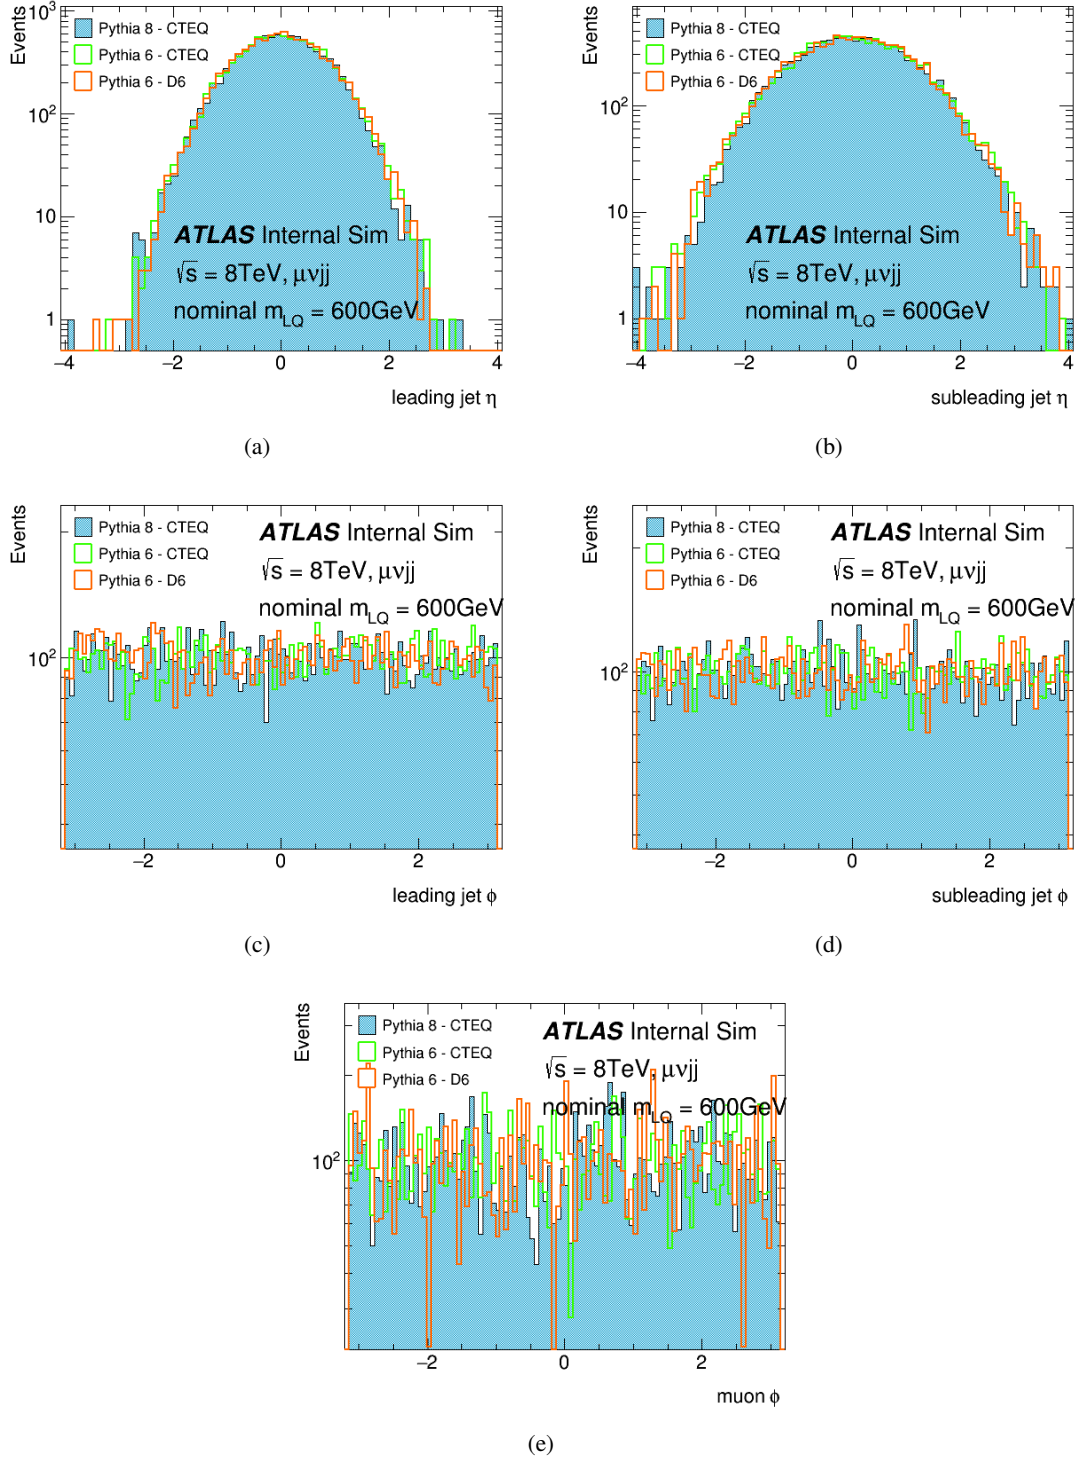 Events
10³
10²
10
1
Pythia 8 - CTEQ
Pythia 6 - CTEQ
Pythia 6 - D6
ATLAS Internal Sim
√s = 8TeV, μνjj
nominal m_LQ = 600GeV
−4 −2 0 2 4
leading jet η
(a)
Events
10²
10
1
Pythia 8 - CTEQ
Pythia 6 - CTEQ
Pythia 6 - D6
ATLAS Internal Sim
√s = 8TeV, μνjj
nominal m_LQ = 600GeV
−4 −2 0 2 4
subleading jet η
(b)
Events
10²
Pythia 8 - CTEQ
Pythia 6 - CTEQ
Pythia 6 - D6
ATLAS Internal Sim
√s = 8TeV, μνjj
nominal m_LQ = 600GeV
−2 0 2
leading jet ϕ
(c)
Events
10²
Pythia 8 - CTEQ
Pythia 6 - CTEQ
Pythia 6 - D6
ATLAS Internal Sim
√s = 8TeV, μνjj
nominal m_LQ = 600GeV
−2 0 2
subleading jet ϕ
(d)
Events
10²
Pythia 8 - CTEQ
Pythia 6 - CTEQ
Pythia 6 - D6
ATLAS Internal Sim
√s = 8TeV, μνjj
nominal m_LQ = 600GeV
−2 0 2
muon ϕ
(e)